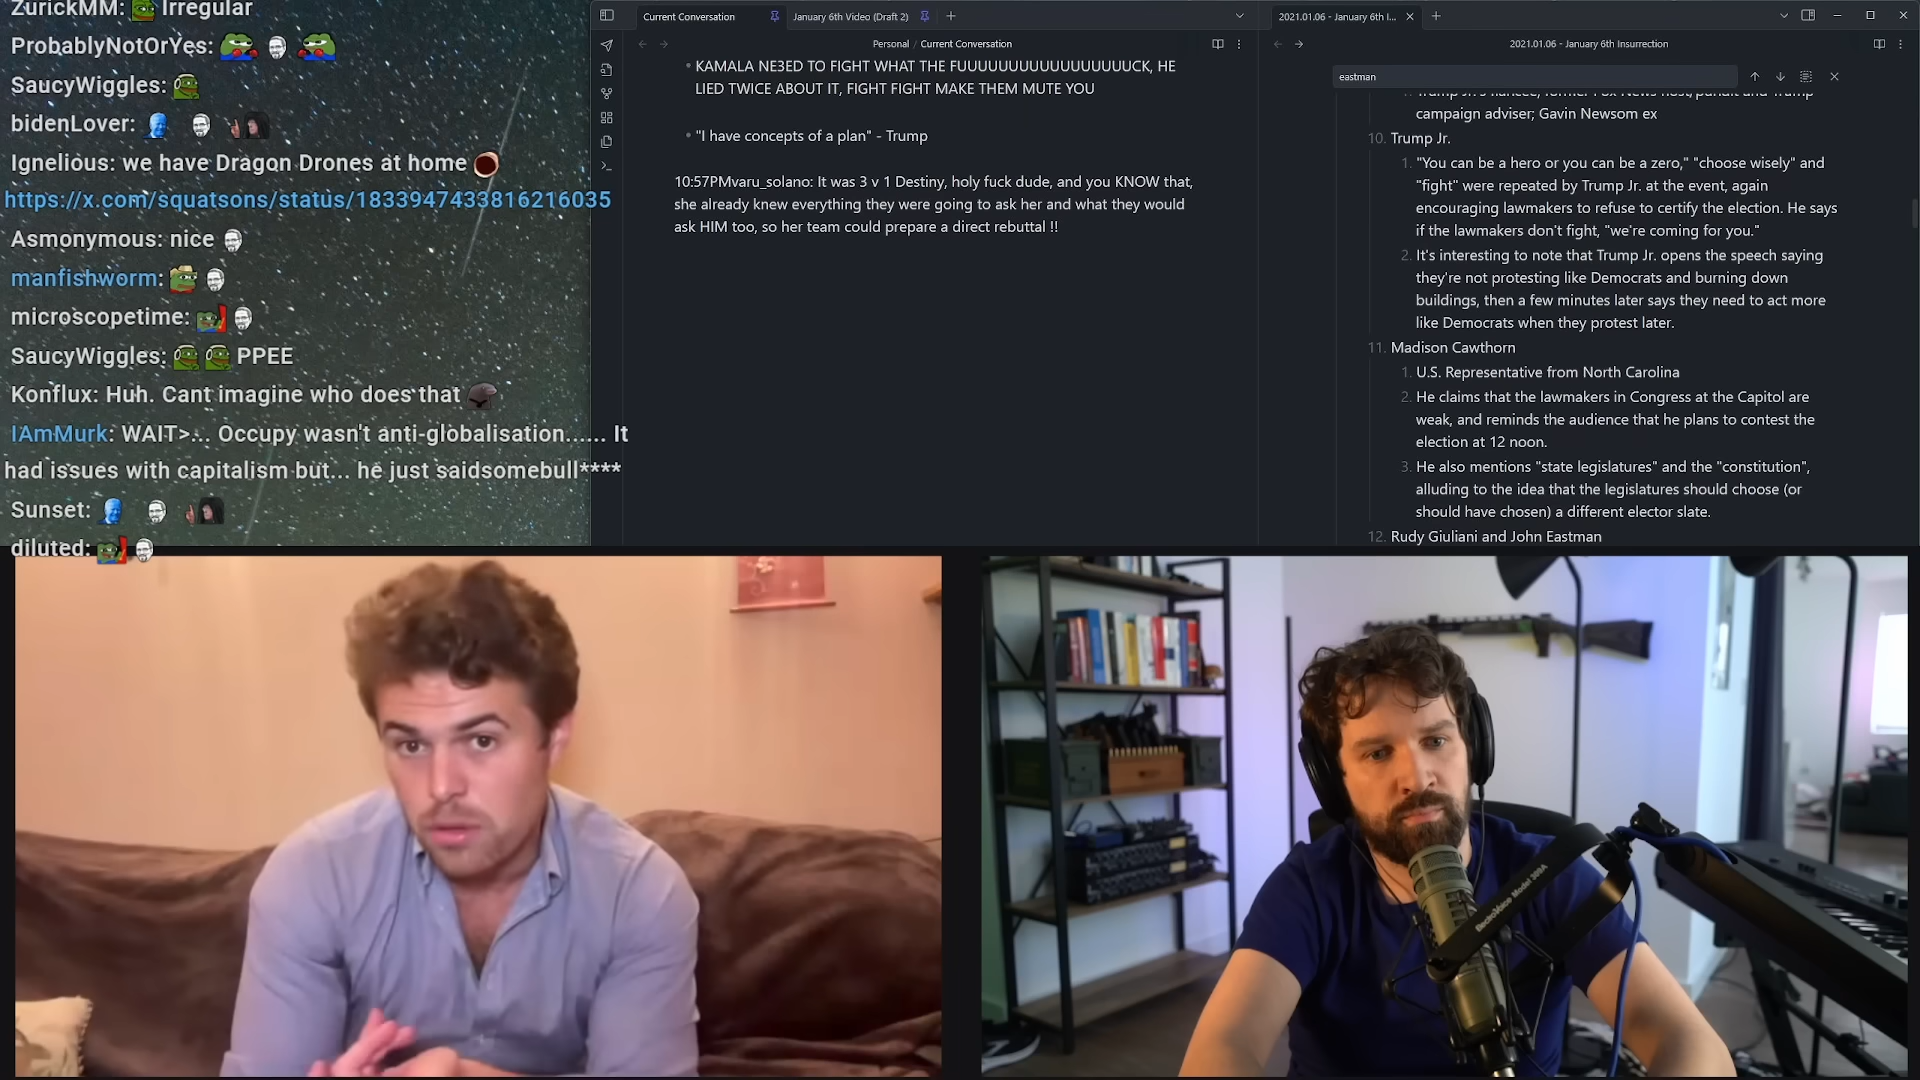 ZurickMM: Irregular
ProbablyNotOrYes:
SaucyWiggles:
bidenLover:
Ignelious: we have Dragon Drones at home
https://x.com/squatsons/status/1833947433816216035
Asmonymous: nice
manfishworm:
microscopetime:
SaucyWiggles: PPEE
Konflux: Huh. Cant imagine who does that
IAmMurk: WAIT>... Occupy wasn't anti-globalisation...... It
had issues with capitalism but... he just saidsomebull****
Sunset:
diluted:
Current Conversation
January 6th Video (Draft 2)
Personal / Current Conversation
• KAMALA NE3ED TO FIGHT WHAT THE FUUUUUUUUUUUUUUUUUCK, HE
LIED TWICE ABOUT IT, FIGHT FIGHT MAKE THEM MUTE YOU
• "I have concepts of a plan" - Trump
10:57PMvaru_solano: It was 3 v 1 Destiny, holy fuck dude, and you KNOW that,
she already knew everything they were going to ask her and what they would
ask HIM too, so her team could prepare a direct rebuttal !!
2021.01.06 - January 6th I...
2021.01.06 - January 6th Insurrection
eastman
1. Trump Jr.'s fiancée, former Fox News host/pundit and Trump
campaign adviser; Gavin Newsom ex
10. Trump Jr.
1. "You can be a hero or you can be a zero," "choose wisely" and
"fight" were repeated by Trump Jr. at the event, again
encouraging lawmakers to refuse to certify the election. He says
if the lawmakers don't fight, "we're coming for you."
2. It's interesting to note that Trump Jr. opens the speech saying
they're not protesting like Democrats and burning down
buildings, then a few minutes later says they need to act more
like Democrats when they protest later.
11. Madison Cawthorn
1. U.S. Representative from North Carolina
2. He claims that the lawmakers in Congress at the Capitol are
weak, and reminds the audience that he plans to contest the
election at 12 noon.
3. He also mentions "state legislatures" and the "constitution",
alluding to the idea that the legislatures should choose (or
should have chosen) a different elector slate.
12. Rudy Giuliani and John Eastman
ElectroVoice Model 309A